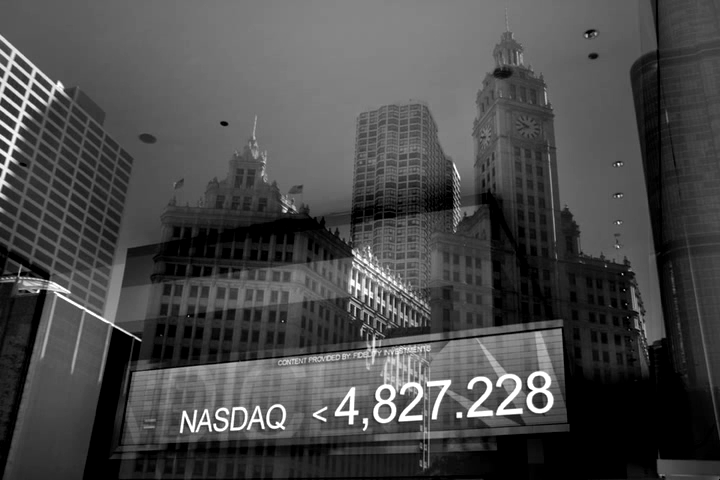 CONTENT PROVIDED BY: FIDELITY INVESTMENTS
NASDAQ <4,827.228